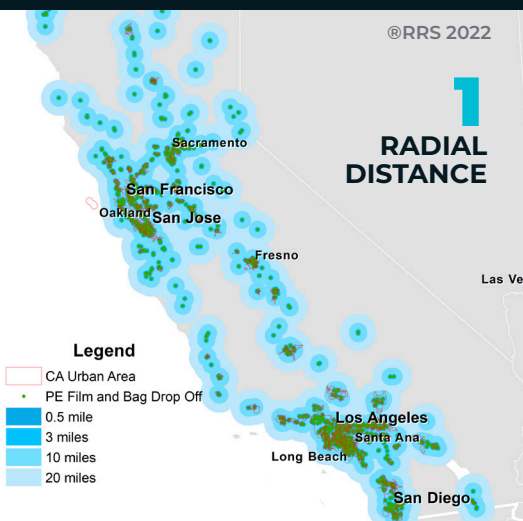 ®RRS 2022
1
RADIAL
DISTANCE
Sacramento
San Francisco
Oakland
San Jose
Fresno
Las Ve
Legend
CA Urban Area
PE Film and Bag Drop Off
0.5 mile
3 miles
10 miles
20 miles
Los Angeles
Santa Ana
Long Beach
San Diego